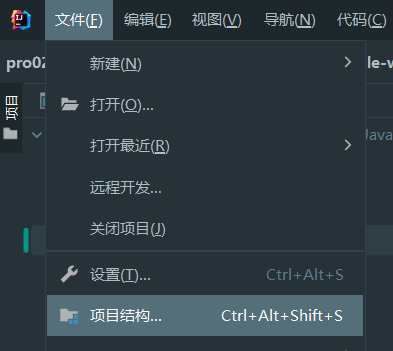 文件(F) 编辑(E) 视图(V) 导航(N) 代码(C)
pro02
le-v
项目
Java
新建(N)
打开(O)...
打开最近(R)
远程开发...
关闭项目(J)
设置(T)... Ctrl+Alt+S
项目结构... Ctrl+Alt+Shift+S